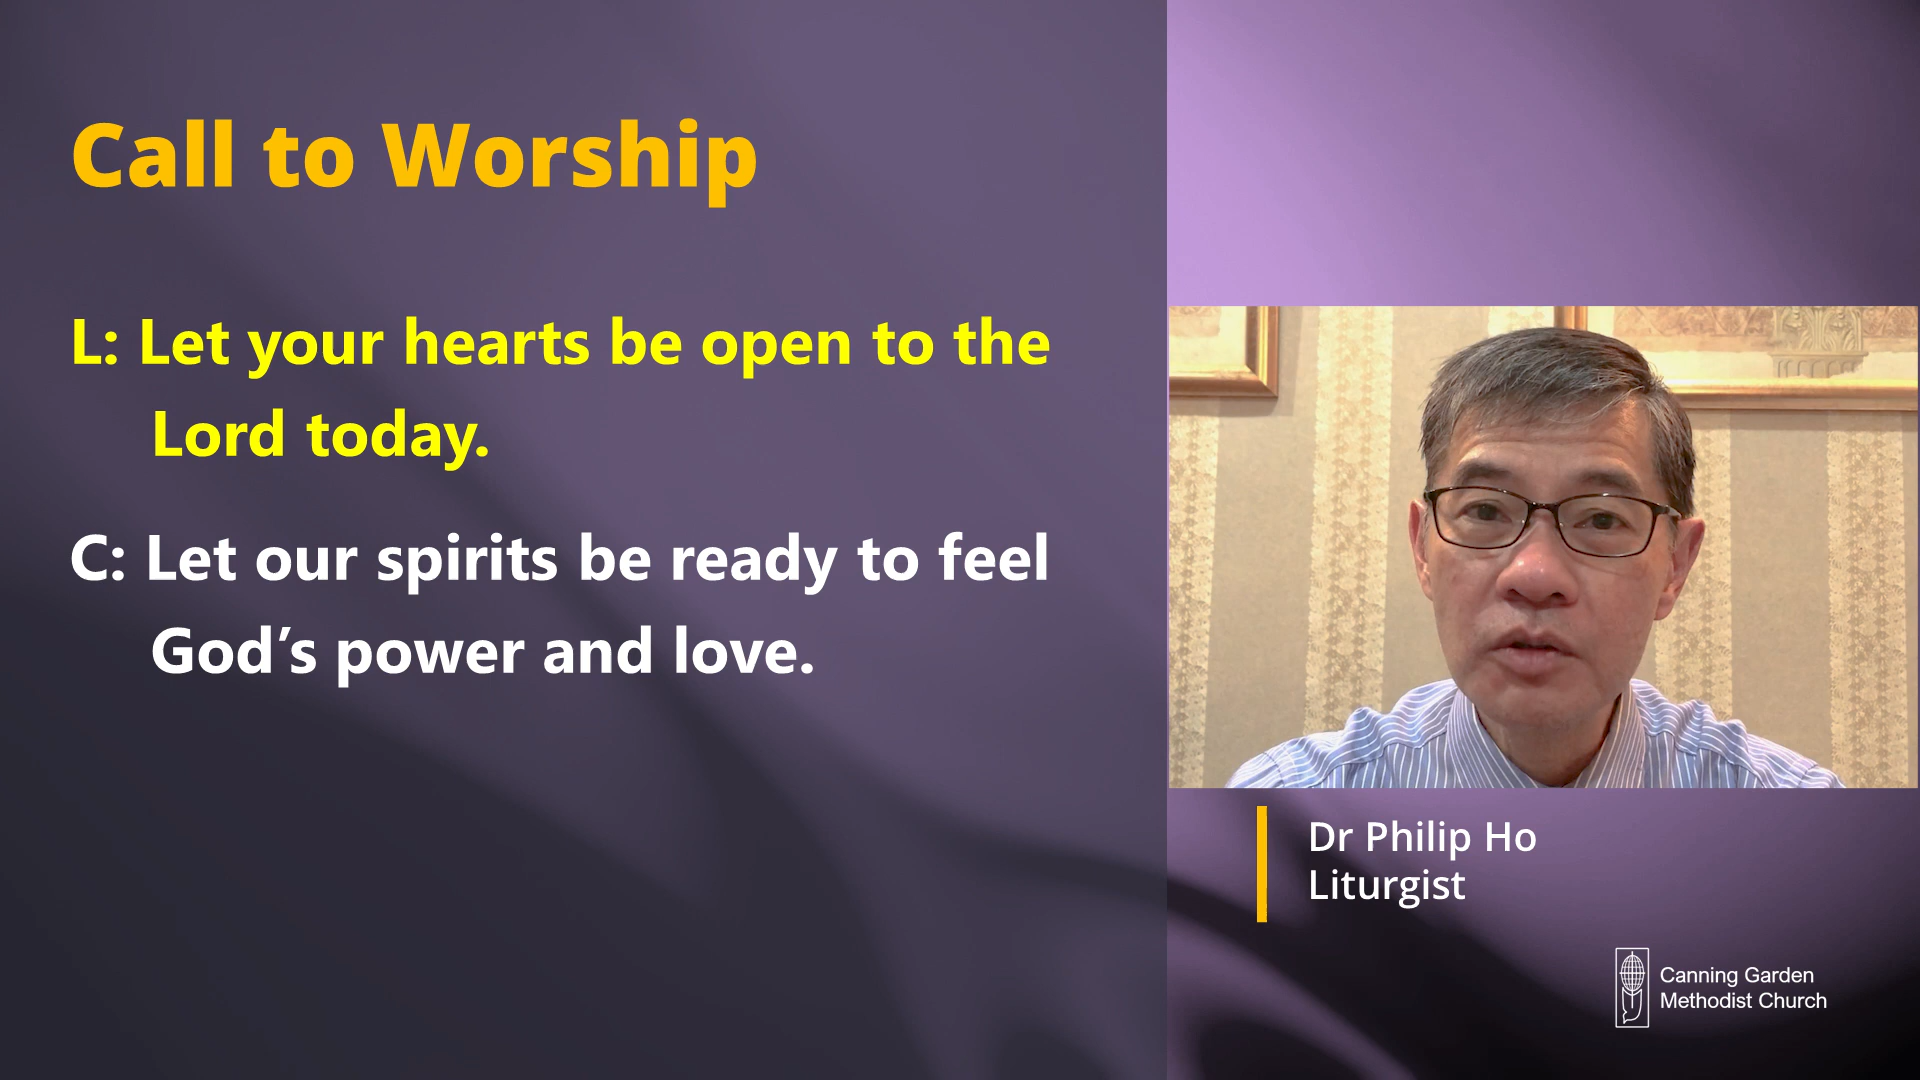 Call to Worship
L: Let your hearts be open to the
Lord today.
C: Let our spirits be ready to feel
God’s power and love.
Dr Philip Ho
Liturgist
Canning Garden
Methodist Church